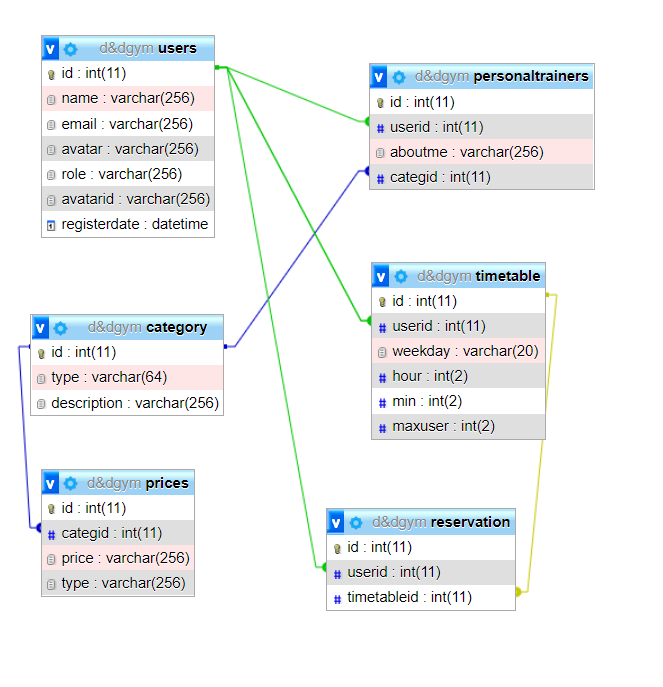 d&dgym users
id : int(11)
name : varchar(256)
email : varchar(256)
avatar : varchar(256)
role : varchar(256)
avatarid : varchar(256)
registerdate : datetime
d&dgym personaltrainers
id : int(11)
userid : int(11)
aboutme : varchar(256)
categid : int(11)
d&dgym timetable
id : int(11)
userid : int(11)
weekday : varchar(20)
hour : int(2)
min : int(2)
maxuser : int(2)
d&dgym category
id : int(11)
type : varchar(64)
description : varchar(256)
d&dgym prices
id : int(11)
categid : int(11)
price : varchar(256)
type : varchar(256)
d&dgym reservation
id : int(11)
userid : int(11)
timetableid : int(11)